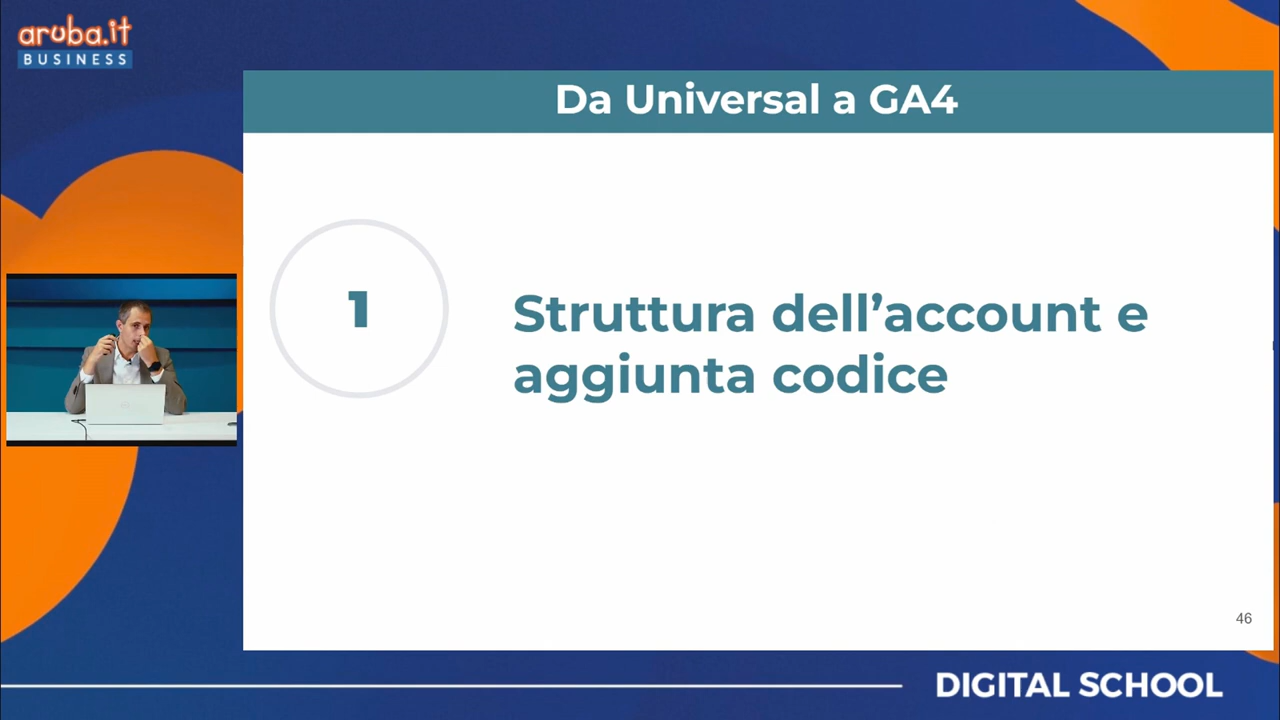 aruba.it
BUSINESS
Da Universal a GA4
1
Struttura dell’account e
aggiunta codice
46
DIGITAL SCHOOL